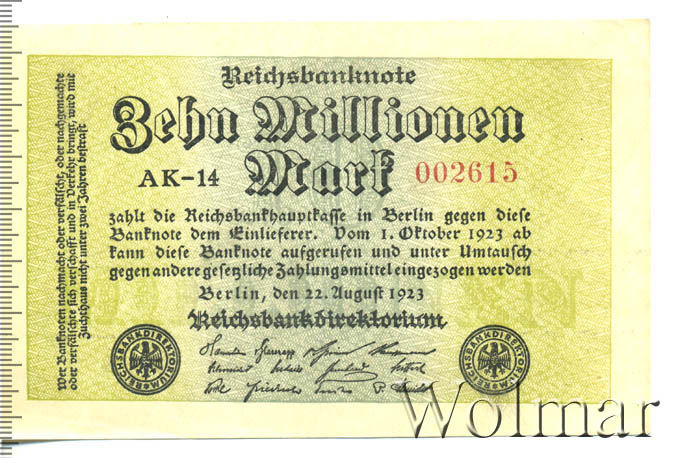 Reichsbanknote
Zehn Millionen
Mark
AK-14
002615
zahlt die Reichsbankhauptkasse in Berlin gegen diese
Banknote dem Einlieferer. Vom 1. Oktober 1923 ab
kann diese Banknote aufgerufen und unter Umtausch
gegen andere gesetzliche Zahlungsmittel eingezogen werden
Berlin, den 22. August 1923
Reichsbankdirektorium
REICHSBANKDIREKTORIUM
REICHSBANKDIREKTORIUM
Wer Banknoten nachmacht oder verfälscht, oder nachgemachte
oder verfälschte sich verschafft und in Verkehr bringt, wird mit
Zuchthaus nicht unter zwei Jahren bestraft
Wolmar